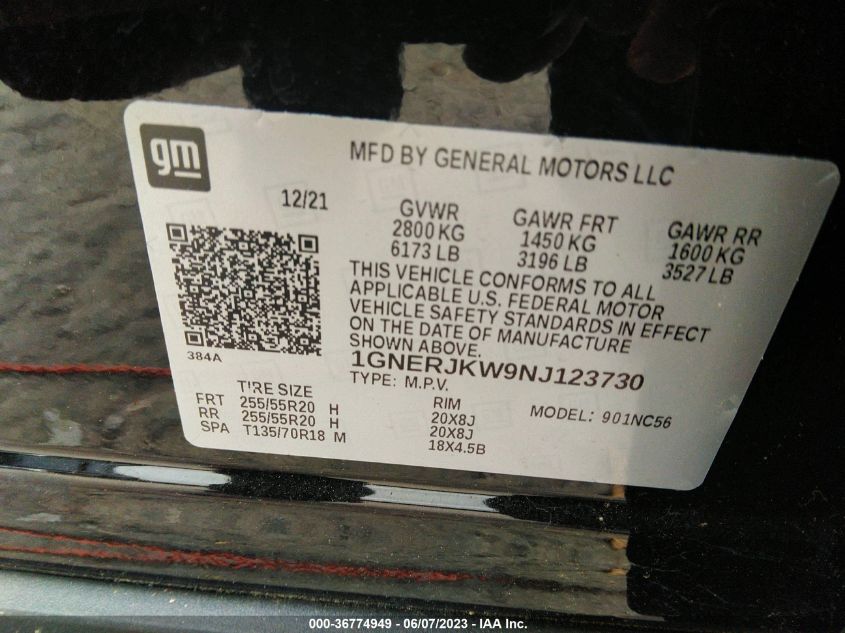 gm
MFD BY GENERAL MOTORS LLC
12/21
GVWR GAWR FRT GAWR RR
2800 KG 1450 KG 1600 KG
6173 LB 3196 LB 3527 LB
THIS VEHICLE CONFORMS TO ALL
APPLICABLE U.S. FEDERAL MOTOR
VEHICLE SAFETY STANDARDS IN EFFECT
ON THE DATE OF MANUFACTURE
SHOWN ABOVE.
384A
1GNERJKW9NJ123730
TYPE: M.P.V.
TIRE SIZE RIM MODEL: 901NC56
FRT 255/55R20 H 20X8J
RR 255/55R20 H 20X8J
SPA T135/70R18 M 18X4.5B
000-36774949 / 06/07/2023 - IAA Inc.